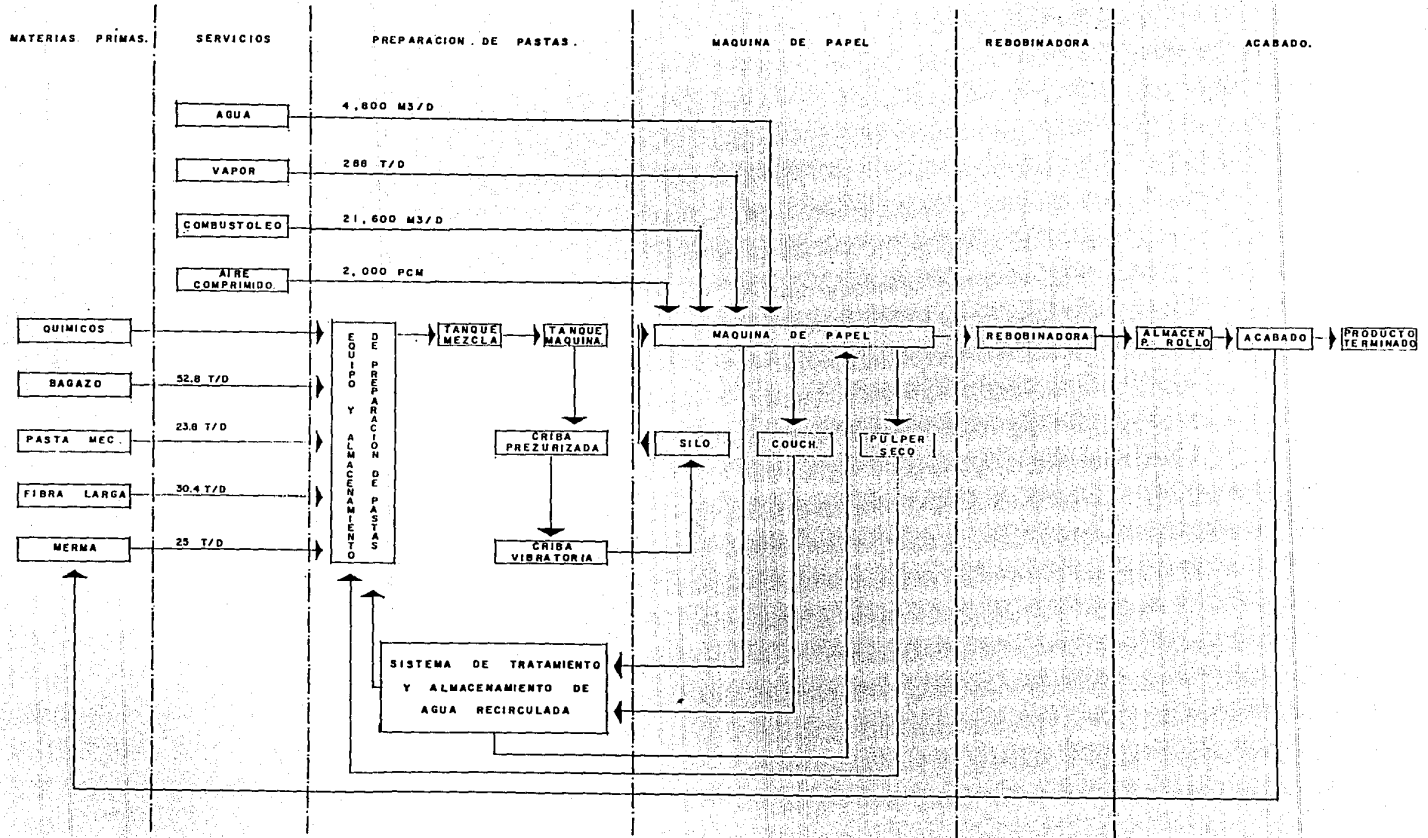 MATERIAS PRIMAS.
SERVICIOS
PREPARACION . DE PASTAS .
MAQUINA DE PAPEL
REBOBINADORA
ACABADO.
AGUA
4,800 M3/D
VAPOR
288 T/D
COMBUSTOLEO
21,600 M3/D
AIRE
COMPRIMIDO.
2,000 PCM
QUIMICOS
BAGAZO
52.8 T/D
PASTA MEC.
23.8 T/D
FIBRA LARGA
30.4 T/D
MERMA
25 T/D
EQUIPO Y ALMACENAMIENTO
DE PREPARACION DE PASTAS
TANQUE
MEZCLA
TANQUE
MAQUINA.
CRIBA
PREZURIZADA
CRIBA
VIBRATORIA
MAQUINA DE PAPEL
SILO.
COUCH.
PULPER
SECO
REBOBINADORA
ALMACEN
P. ROLLO
ACABADO
PRODUCTO
TERMINADO
SISTEMA DE TRATAMIENTO
Y ALMACENAMIENTO DE
AGUA RECIRCULADA